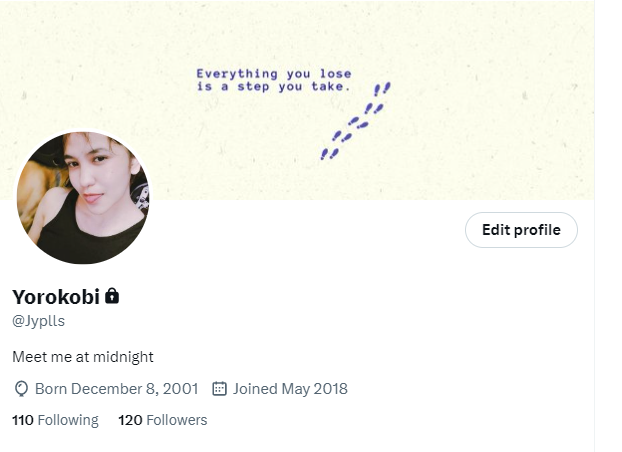 Everything you lose
is a step you take.
Edit profile
Yorokobi
@Jyplls
Meet me at midnight
Born December 8, 2001 Joined May 2018
110 Following 120 Followers